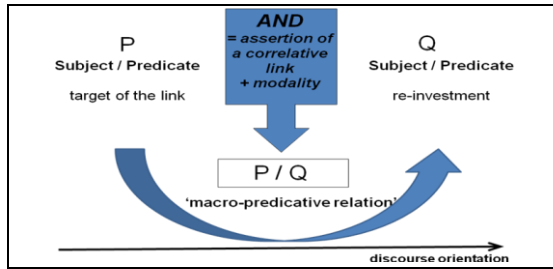 P
Subject / Predicate
target of the link
AND
= assertion of
a correlative
link
+ modality
Q
Subject / Predicate
re-investment
P / Q
‘macro-predicative relation’
discourse orientation